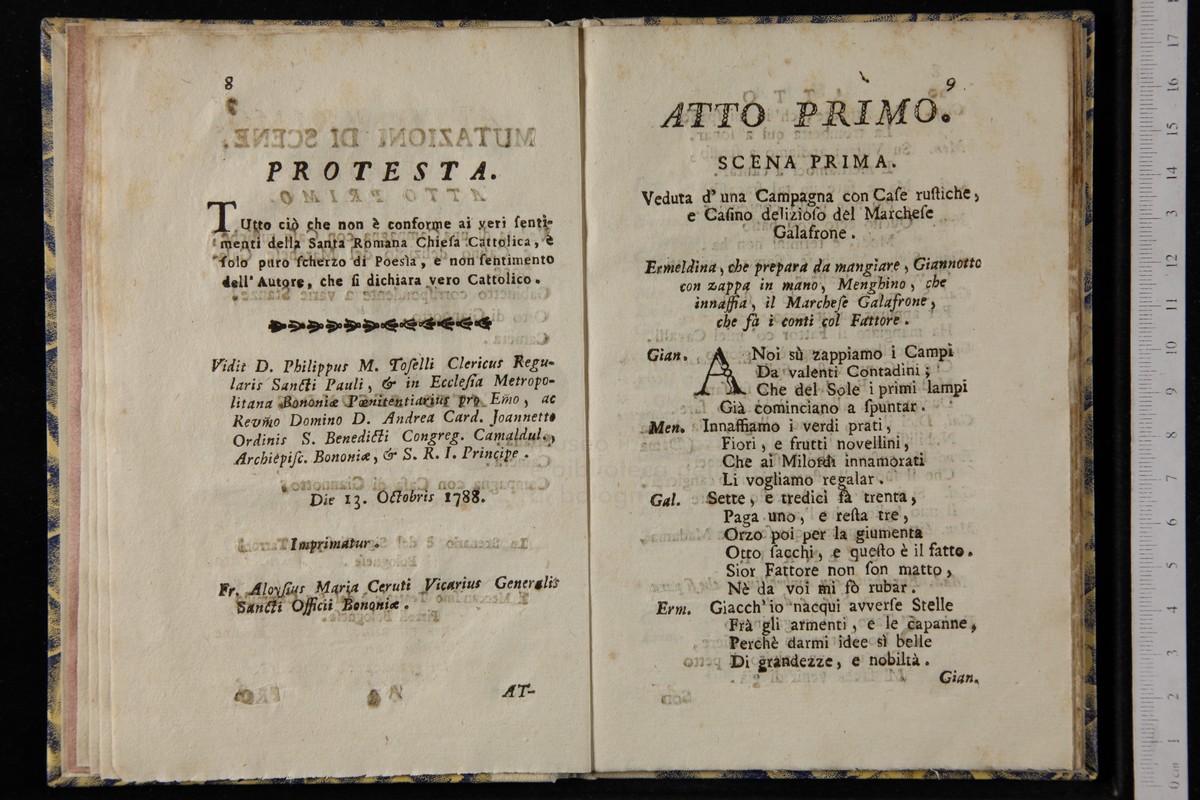 8
PROTESTA.
TUtto ciò che non è conforme ai veri ſenti-
menti della Santa Romana Chieſa Cattolica, è
ſolo puro ſcherzo di Poesìa, e non ſentimento
dell' Autore, che ſi dichiara vero Cattolico.
Vidit D. Philippus M. Toſelli Clericus Regu-
laris Sancti Pauli, & in Eccleſia Metropo-
litana Bononiæ Pœnitentiarius pro Em̃o, ac
Revm̃o Domino D. Andrea Card. Joannetto
Ordinis S. Benedicti Congreg. Camaldul.,
Archiepiſc. Bononiæ, & S. R. I. Principe.
Die 13. Octobris 1788.
Imprimatur.
Fr. Aloyſius Maria Ceruti Vicarius Generalis
Sancti Officii Bononiæ.
AT-
9
ATTO PRIMO.
SCENA PRIMA.
Veduta d' una Campagna con Caſe ruſtiche,
e Caſino delizioſo del Marcheſe
Galafrone.
Ermeldina, che prepara da mangiare, Giannotto
con zappa in mano, Menghino, che
innaffia, il Marcheſe Galafrone,
che fà i conti col Fattore.
Gian. A Noi sù zappiamo i Campi
Da valenti Contadini;
Che del Sole i primi lampi
Già cominciano a ſpuntar.
Men. Innaffiamo i verdi prati,
Fiori, e frutti novellini,
Che ai Milordi innamorati
Li vogliamo regalar.
Gal. Sette, e tredici fà trenta,
Paga uno, e reſta tre,
Orzo poi per la giumenta
Otto ſacchi, e queſto è il fatto.
Sior Fattore non ſon matto,
Nè da voi mi fò rubar.
Erm. Giacch' io nacqui avverſe Stelle
Frà gli armenti, e le capanne,
Perchè darmi idee sì belle
Di grandezze, e nobiltà.
Gian.